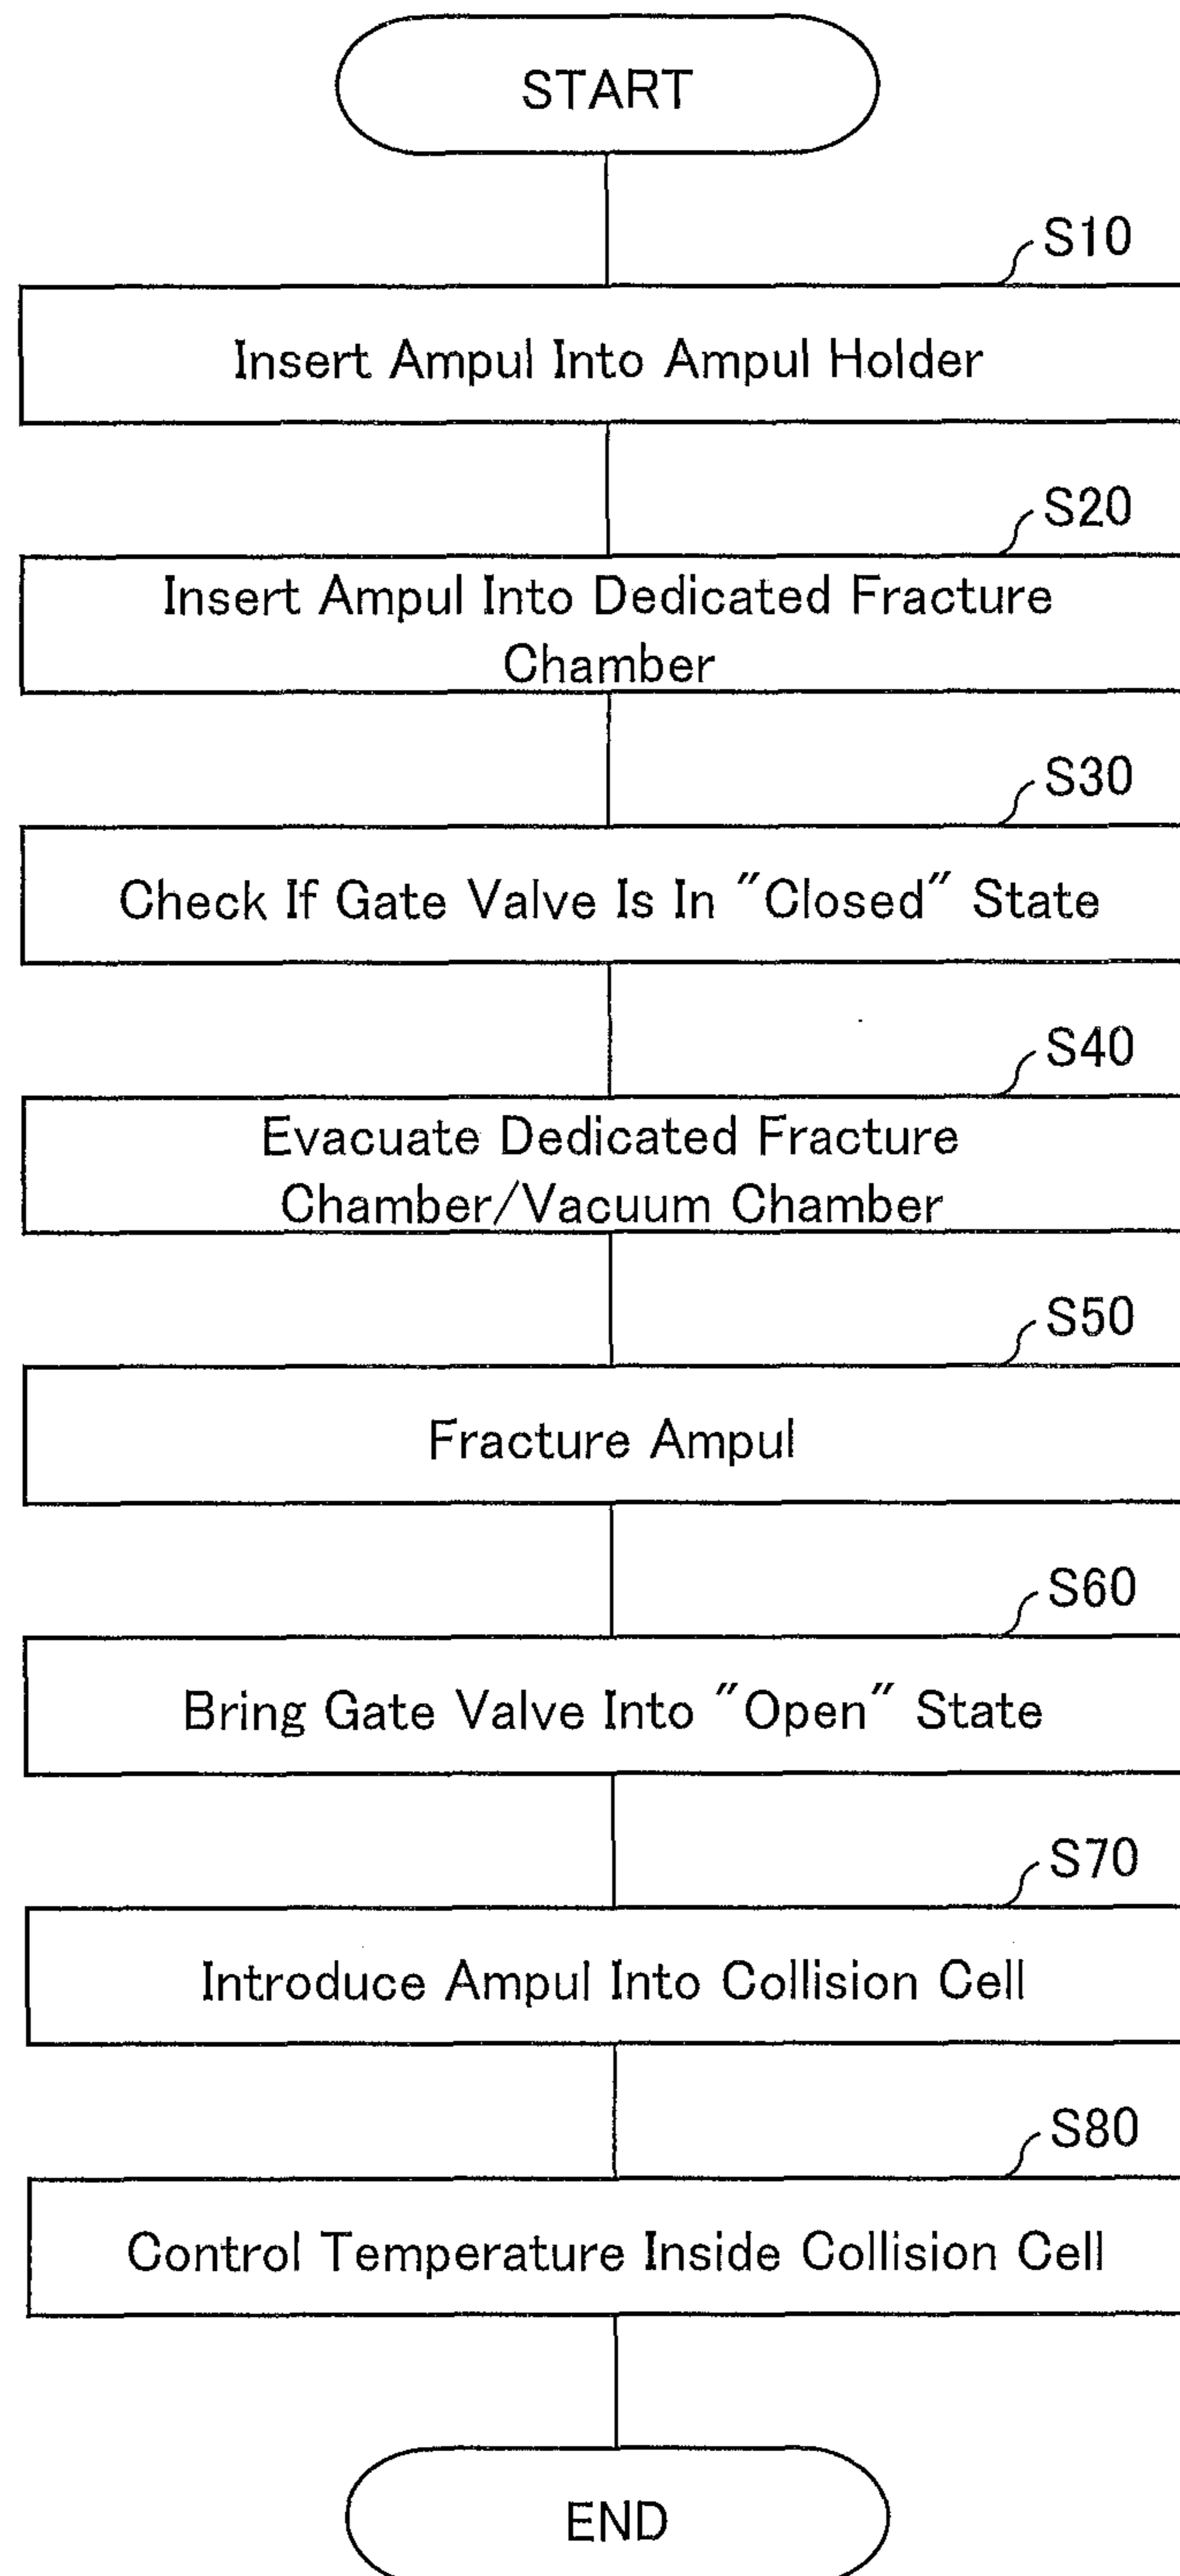 START
S10
Insert Ampul Into Ampul Holder
S20
Insert Ampul Into Dedicated Fracture
Chamber
S30
Check If Gate Valve Is In "Closed" State
S40
Evacuate Dedicated Fracture
Chamber/Vacuum Chamber
S50
Fracture Ampul
S60
Bring Gate Valve Into "Open" State
S70
Introduce Ampul Into Collision Cell
S80
Control Temperature Inside Collision Cell
END